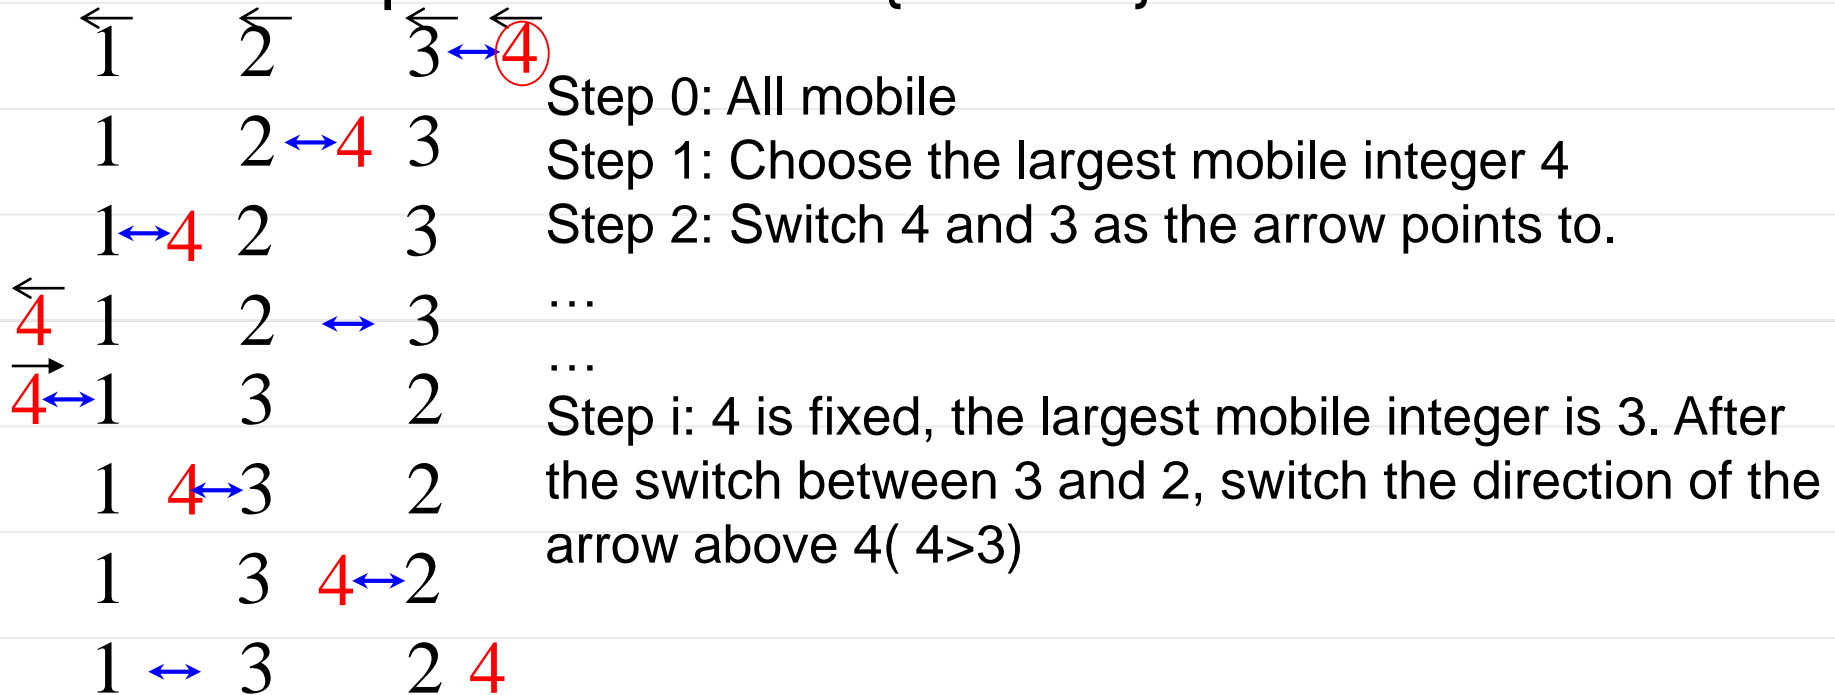 1 2 3 4
1 2 4 3
1 4 2 3
4 1 2 3
4 1 3 2
1 4 3 2
1 3 4 2
1 3 2 4
Step 0: All mobile
Step 1: Choose the largest mobile integer 4
Step 2: Switch 4 and 3 as the arrow points to.
…
…
Step i: 4 is fixed, the largest mobile integer is 3. After
the switch between 3 and 2, switch the direction of the
arrow above 4( 4>3)